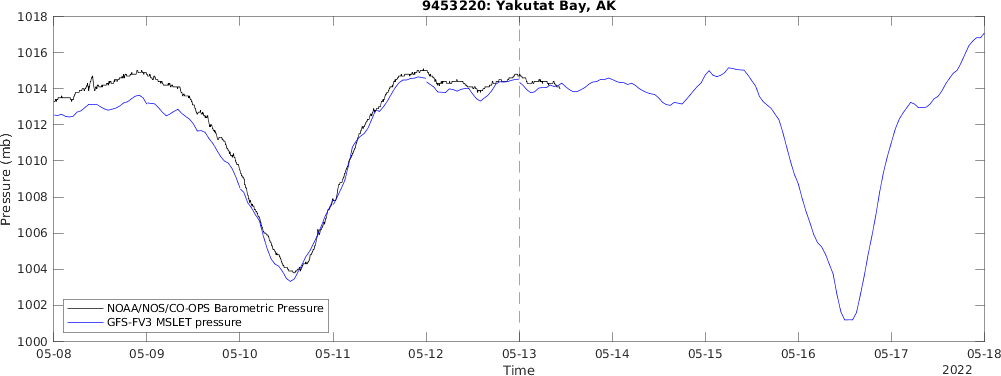 9453220: Yakutat Bay, AK
Pressure (mb)
1018
1016
1014
1012
1010
1008
1006
1004
1002
1000
NOAA/NOS/CO-OPS Barometric Pressure
GFS-FV3 MSLET pressure
05-08 05-09 05-10 05-11 05-12 05-13 05-14 05-15 05-16 05-17 05-18
Time
2022